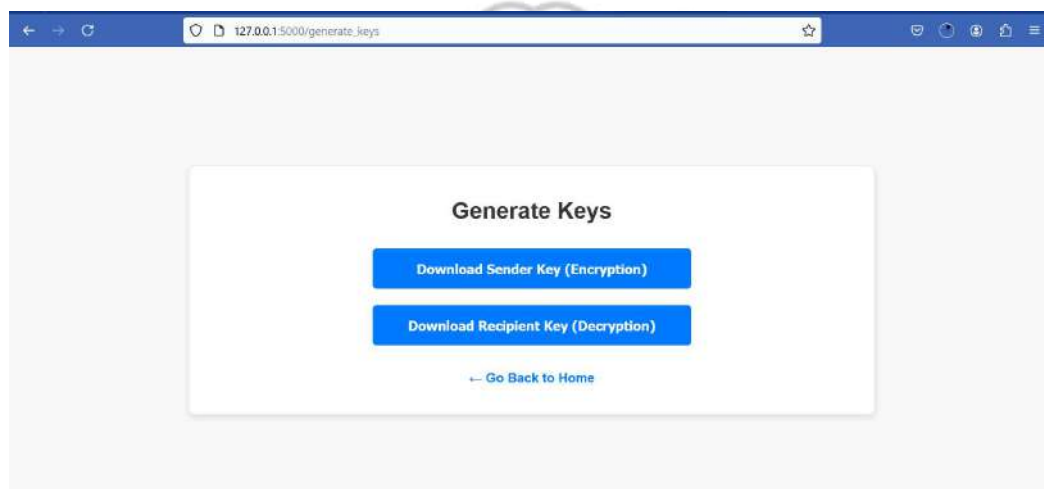 127.0.0.1:5000/generate_keys
Generate Keys
Download Sender Key (Encryption)
Download Recipient Key (Decryption)
← Go Back to Home